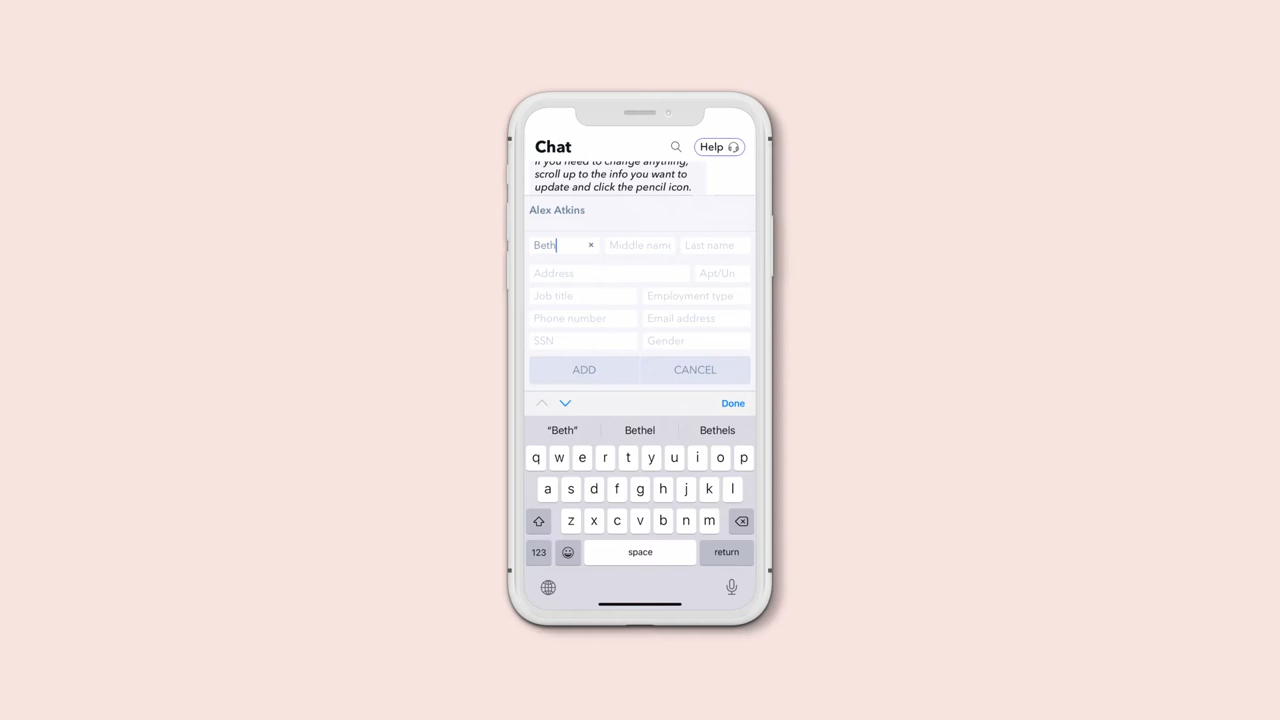 Chat
Help
If you need to change anything,
scroll up to the info you want to
update and click the pencil icon.
Alex Atkins
Beth × Middle name Last name
Address Apt/Un
Job title Employment type
Phone number Email address
SSN Gender
ADD CANCEL
Done
“Beth” Bethel Bethels
q w e r t y u i o p
a s d f g h j k l
z x c v b n m
123 space return